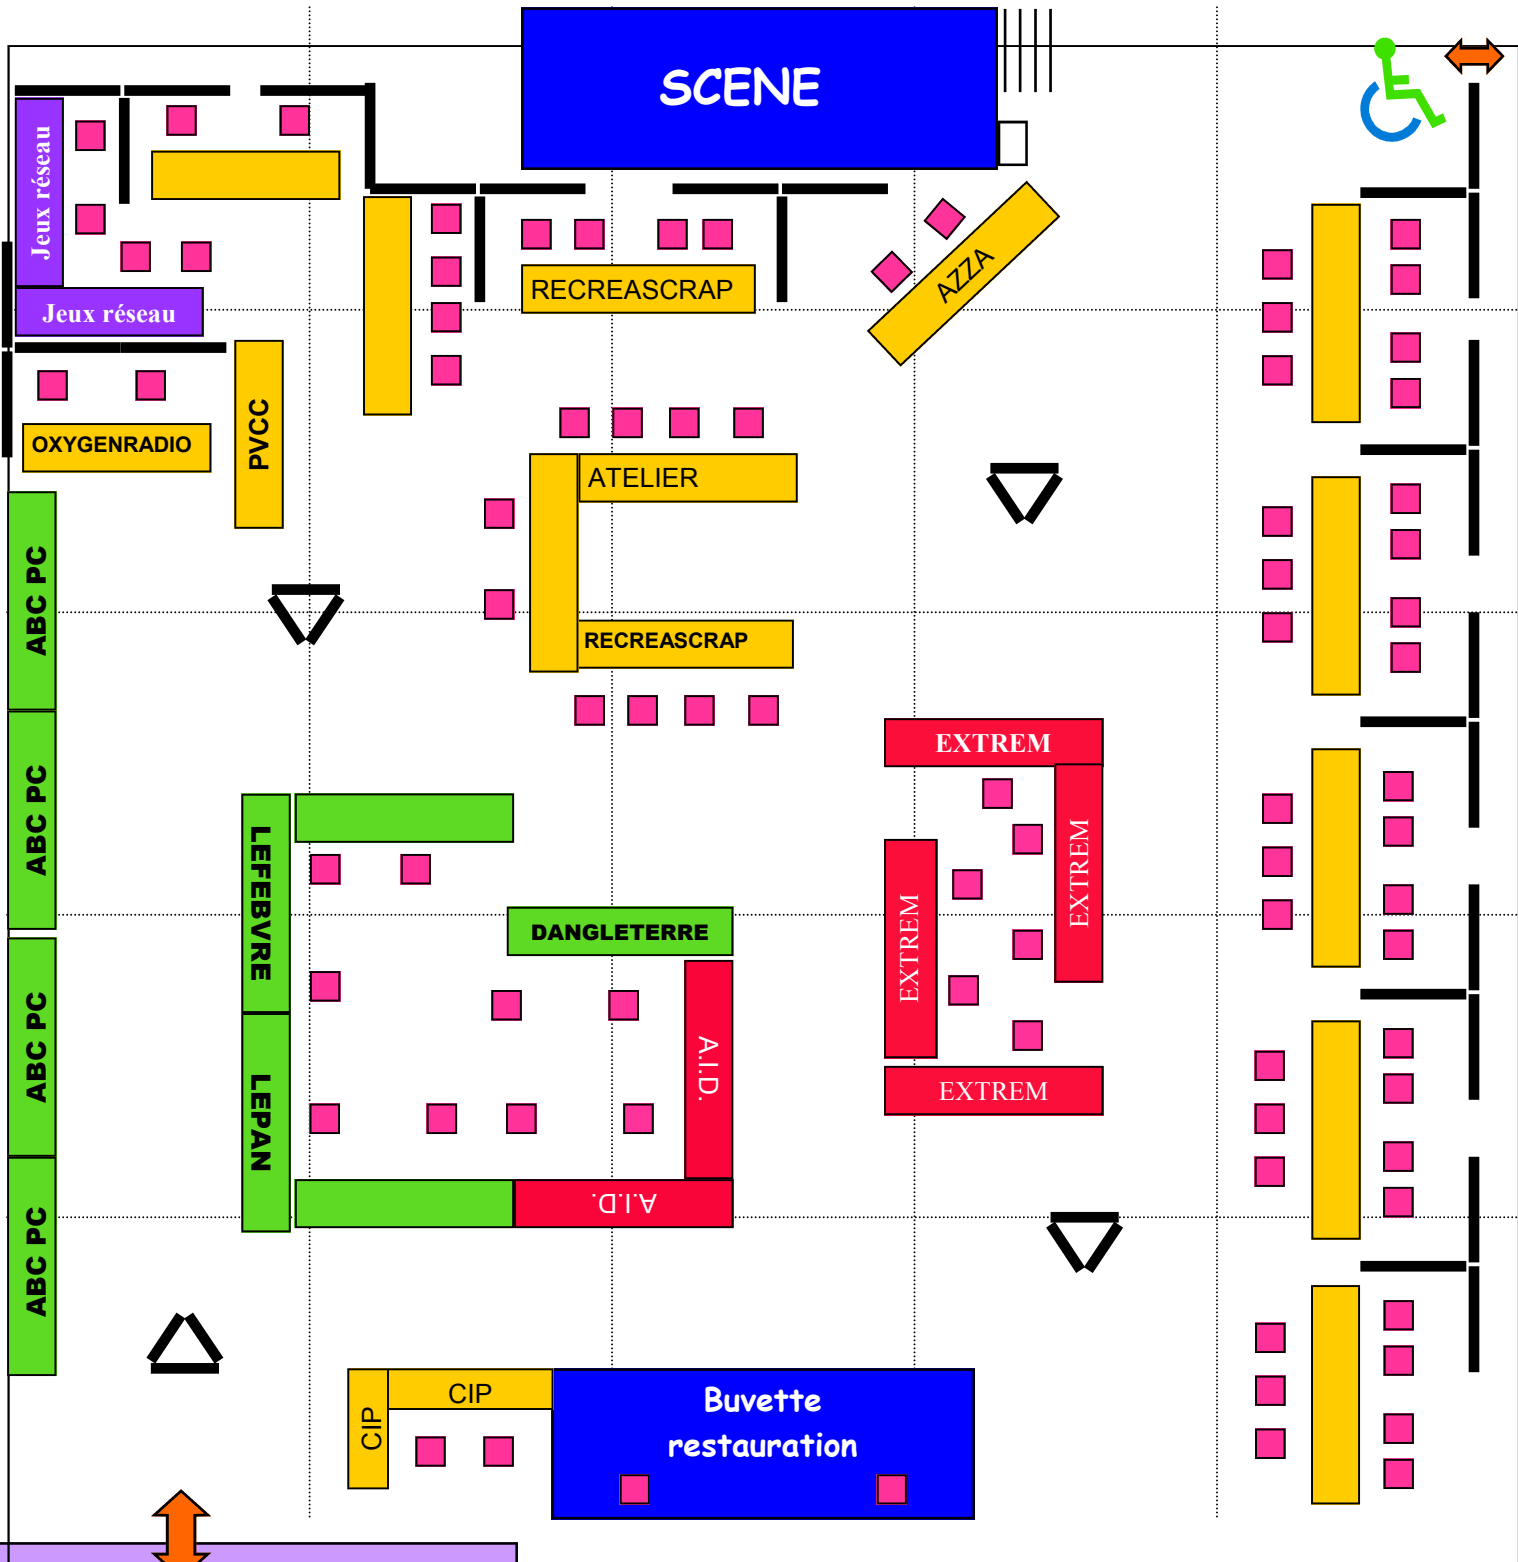 SCENE
Jeux réseau
Jeux réseau
RECREASCRAP
AZZA
OXYGENRADIO
PVCC
ATELIER
RECREASCRAP
ABC PC
ABC PC
ABC PC
ABC PC
EXTREM
EXTREM
EXTREM
EXTREM
LEFEBVRE
DANGLETERRE
LEPAN
A.I.D.
A.I.D.
CIP
CIP
Buvette
restauration